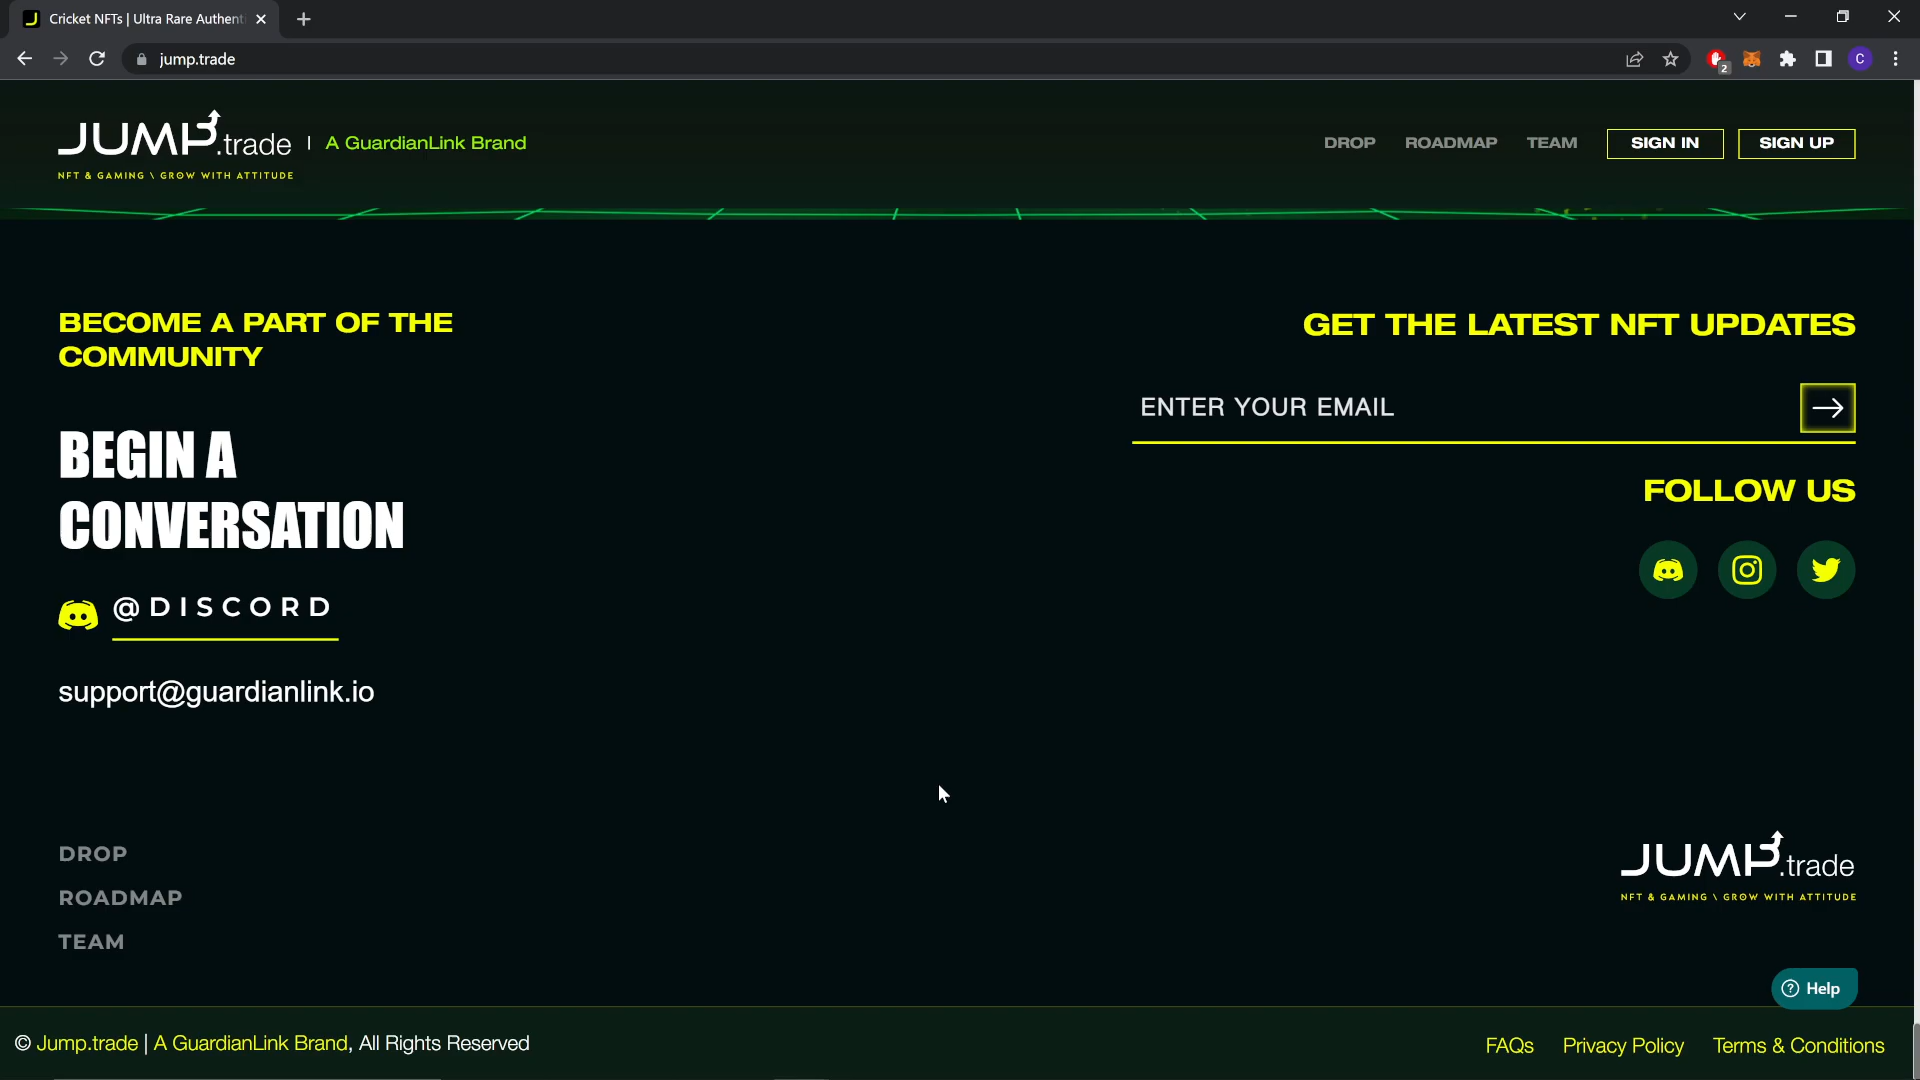 Cricket NFTs | Ultra Rare Authent
jump.trade
2
C
JUMP.trade | A GuardianLink Brand
NFT & GAMING \ GROW WITH ATTITUDE
DROP ROADMAP TEAM SIGN IN SIGN UP
BECOME A PART OF THE
COMMUNITY
BEGIN A
CONVERSATION
@DISCORD
support@guardianlink.io
GET THE LATEST NFT UPDATES
ENTER YOUR EMAIL
FOLLOW US
DROP
ROADMAP
TEAM
JUMP.trade
NFT & GAMING \ GROW WITH ATTITUDE
Help
© Jump.trade | A GuardianLink Brand, All Rights Reserved
FAQs Privacy Policy Terms & Conditions